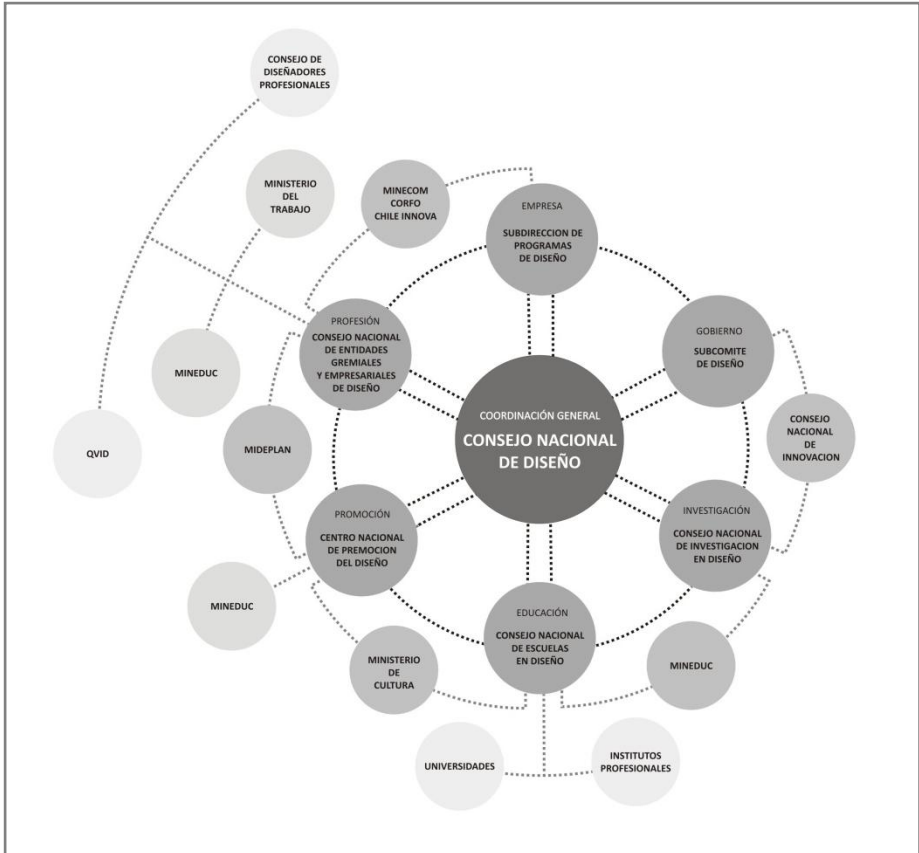 CONSEJO DE
DISEÑADORES
PROFESIONALES
MINISTERIO
DEL
TRABAJO
MINECOM
CORFO
CHILE INNOVA
EMPRESA
SUBDIRECCION DE
PROGRAMAS
DE DISEÑO
PROFESIÓN
CONSEJO NACIONAL
DE ENTIDADES
GREMIALES
Y EMPRESARIALES
DE DISEÑO
GOBIERNO
SUBCOMITE
DE DISEÑO
MINEDUC
COORDINACIÓN GENERAL
CONSEJO NACIONAL
DE DISEÑO
CONSEJO
NACIONAL
DE
INNOVACION
QVID
MIDEPLAN
PROMOCIÓN
CENTRO NACIONAL
DE PREMOCION
DEL DISEÑO
INVESTIGACIÓN
CONSEJO NACIONAL
DE INVESTIGACION
EN DISEÑO
MINEDUC
EDUCACIÓN
CONSEJO NACIONAL
DE ESCUELAS
EN DISEÑO
MINISTERIO
DE
CULTURA
MINEDUC
UNIVERSIDADES
INSTITUTOS
PROFESIONALES